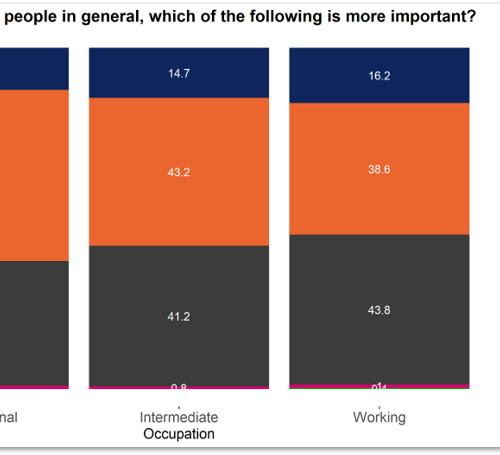 people in general, which of the following is more important?
14.7
16.2
43.2
38.6
41.2
43.8
0.8
nal
Intermediate
Working
Occupation